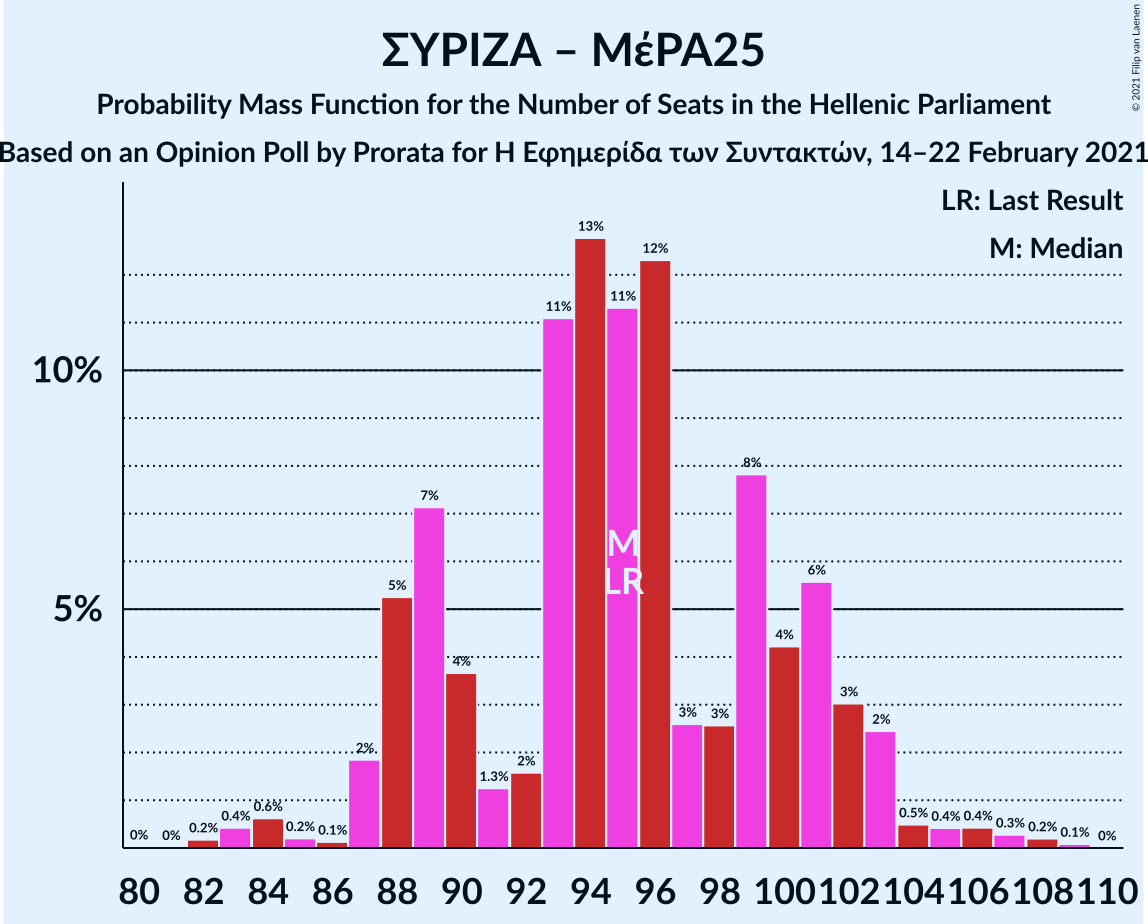 © 2021 Filip van Laenen
ΣΥΡΙΖΑ – ΜέΡΑ25
Probability Mass Function for the Number of Seats in the Hellenic Parliament
Based on an Opinion Poll by Prorata for Η Εφημερίδα των Συντακτών, 14–22 February 2021
LR: Last Result
M: Median
10%
5%
0% 0% 0.2% 0.4% 0.6% 0.2% 0.1% 2% 5% 7% 4% 1.3% 2% 11% 13% 11% 12% 3% 3% 8% 4% 6% 3% 2% 0.5% 0.4% 0.4% 0.3% 0.2% 0.1% 0%
M
LR
80 82 84 86 88 90 92 94 96 98 100 102 104 106 108 110